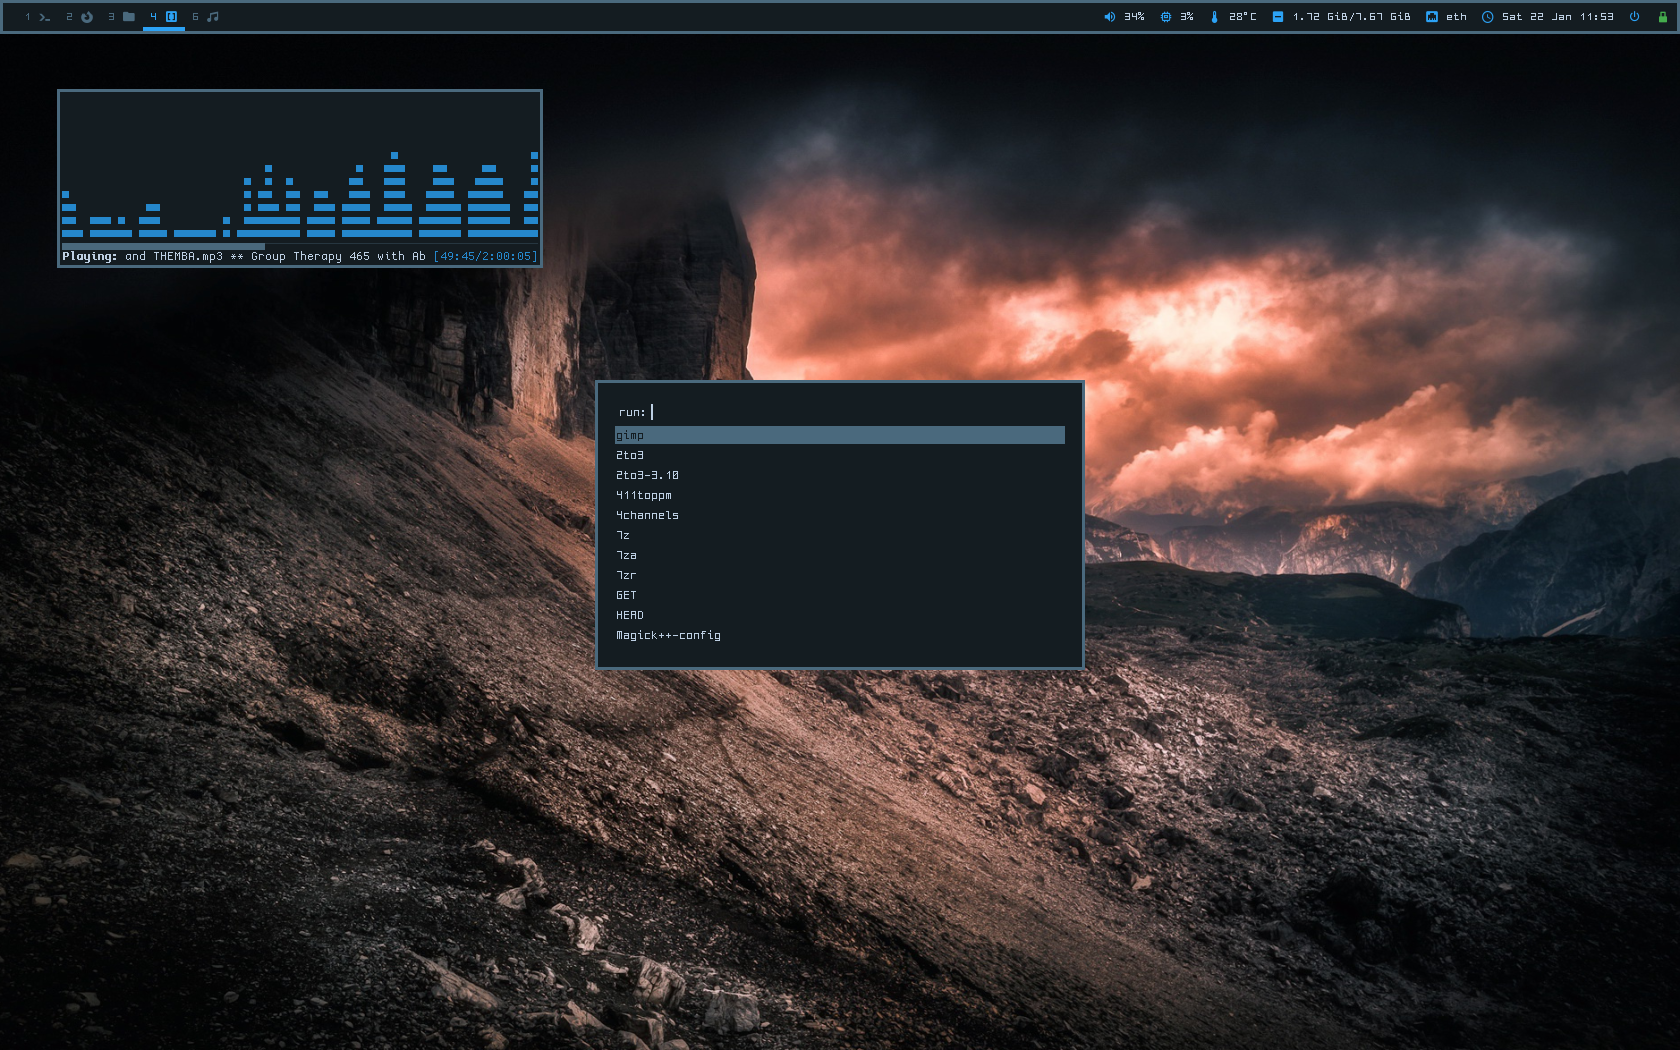 1 2 3 4 6 34% 3% 28°C 1.72 GiB/7.67 GiB eth Sat 22 Jan 11:53
Playing: and THEMBA.mp3 ** Group Therapy 465 with Ab [49:45/2:00:05]
run:
gimp
2to3
2to3-3.10
411toppm
4channels
7z
7za
7zr
GET
HEAD
Magick++-config